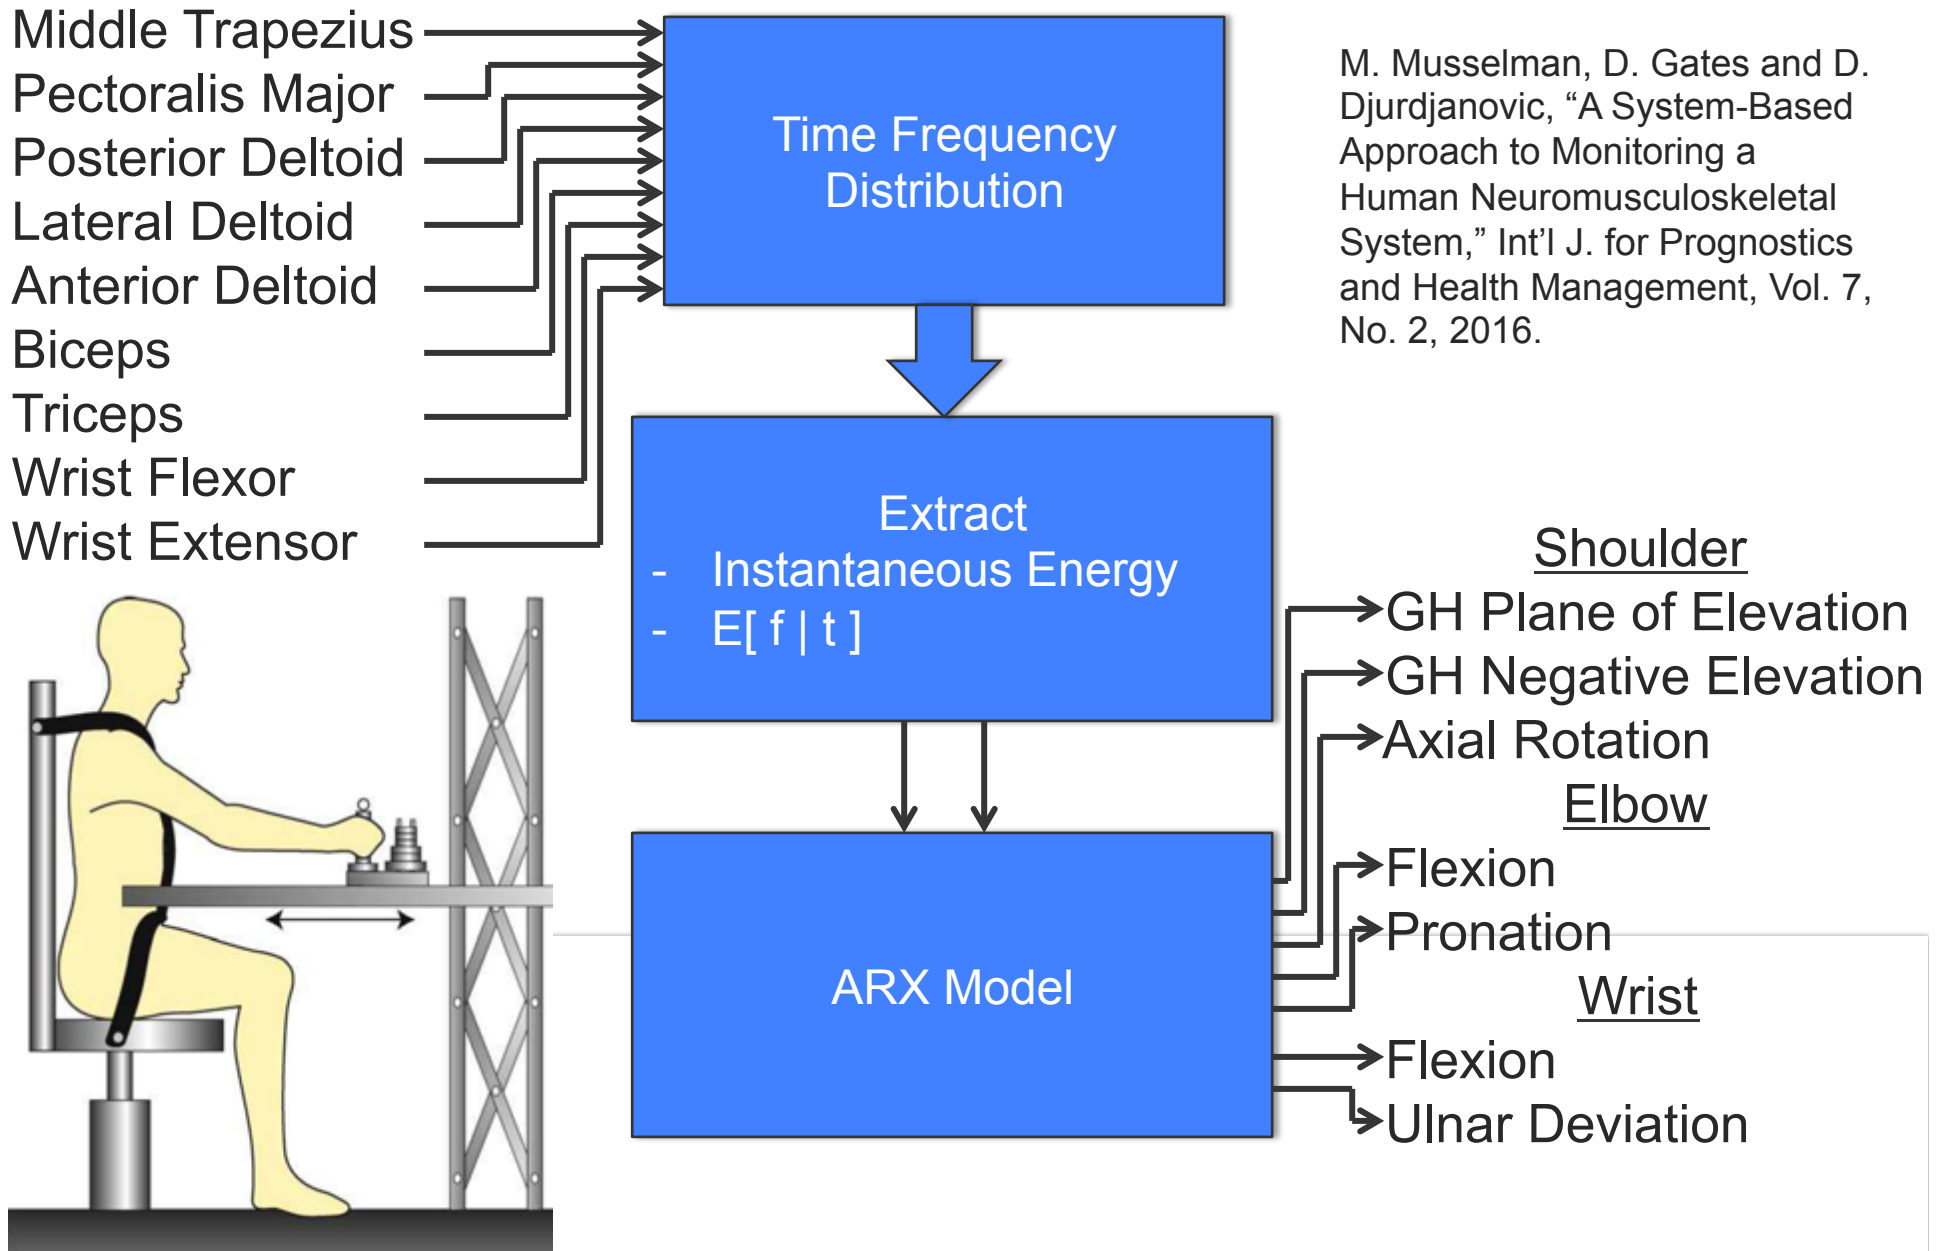 Middle Trapezius
Pectoralis Major
Posterior Deltoid
Lateral Deltoid
Anterior Deltoid
Biceps
Triceps
Wrist Flexor
Wrist Extensor
Time Frequency
Distribution
M. Musselman, D. Gates and D.
Djurdjanovic, “A System-Based
Approach to Monitoring a
Human Neuromusculoskeletal
System,” Int’l J. for Prognostics
and Health Management, Vol. 7,
No. 2, 2016.
Extract
- Instantaneous Energy
- E[ f | t ]
ARX Model
Shoulder
GH Plane of Elevation
GH Negative Elevation
Axial Rotation
Elbow
Flexion
Pronation
Wrist
Flexion
Ulnar Deviation